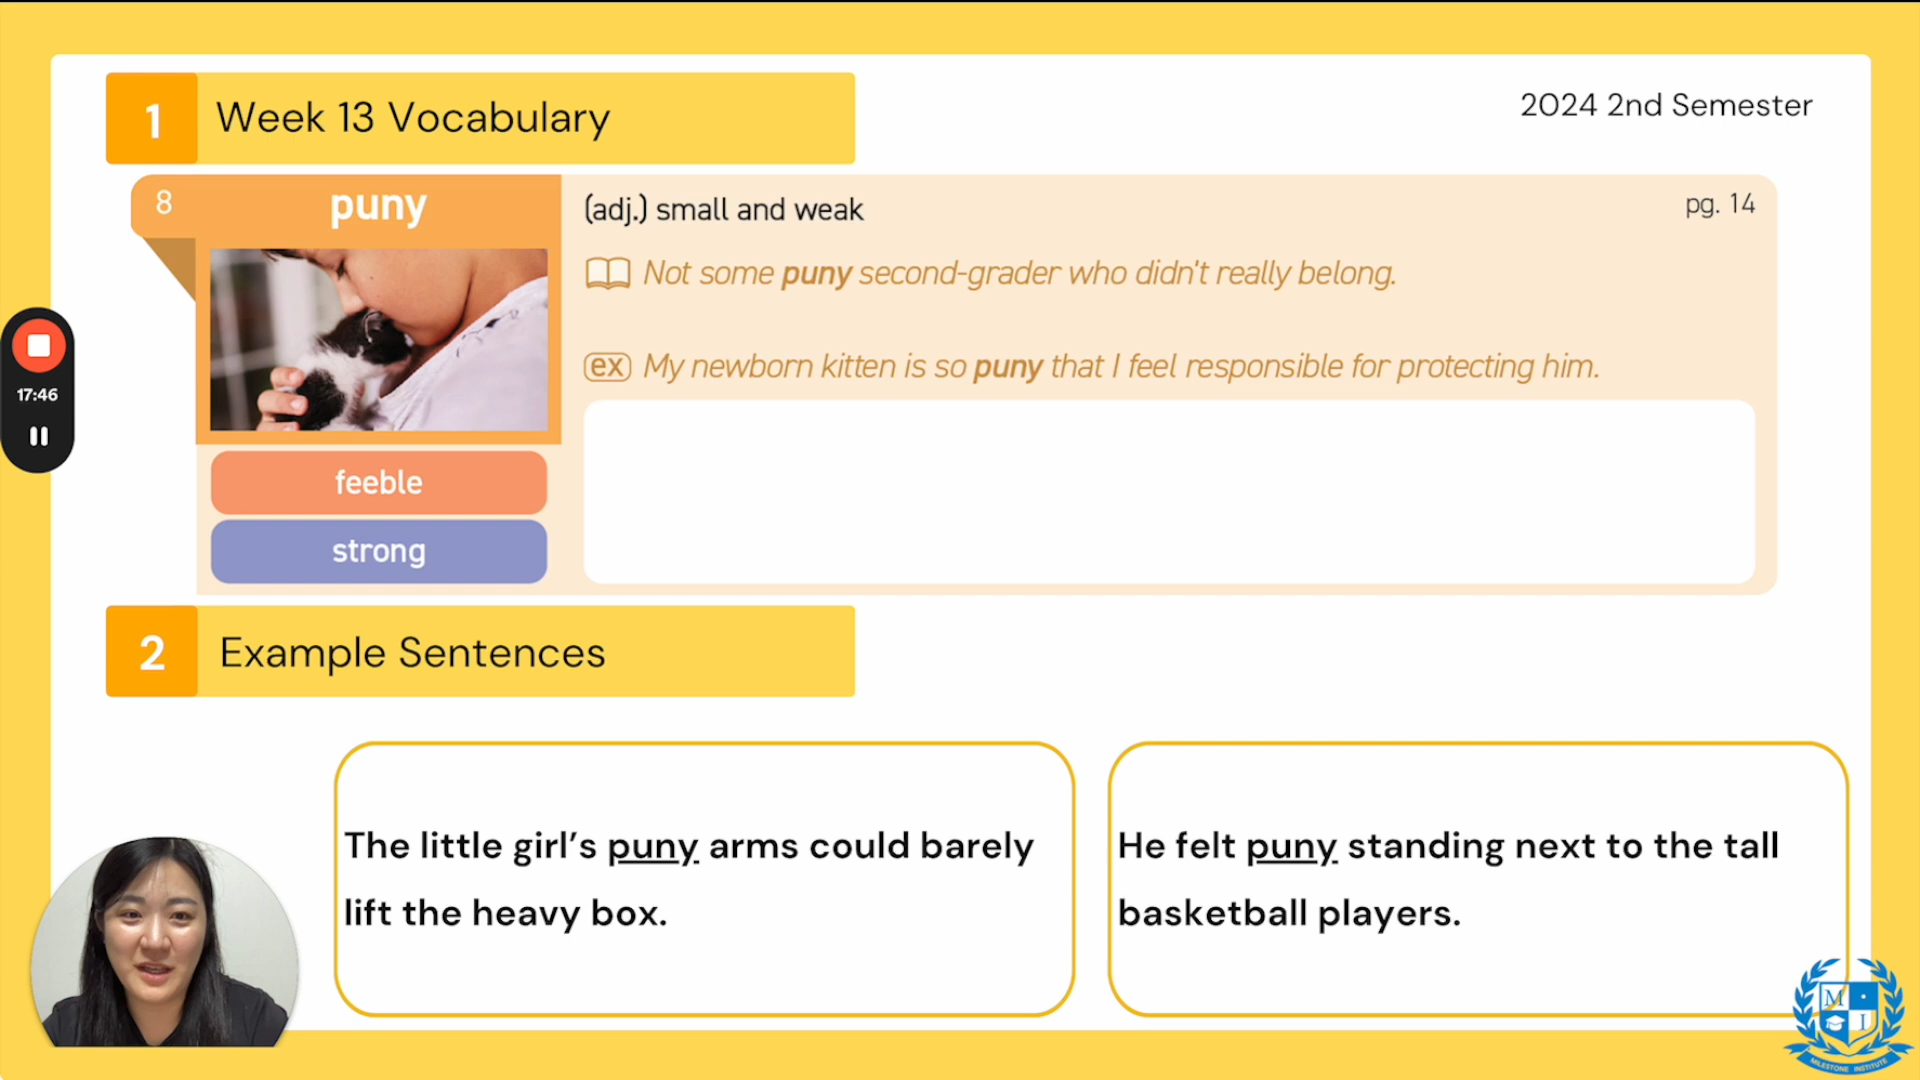 1 Week 13 Vocabulary
2024 2nd Semester
8 puny
(adj.) small and weak
pg. 14
Not some puny second-grader who didn't really belong.
ex My newborn kitten is so puny that I feel responsible for protecting him.
17:46
feeble
strong
2 Example Sentences
The little girl’s puny arms could barely
lift the heavy box.
He felt puny standing next to the tall
basketball players.
M
I
MILESTONE INSTITUTE